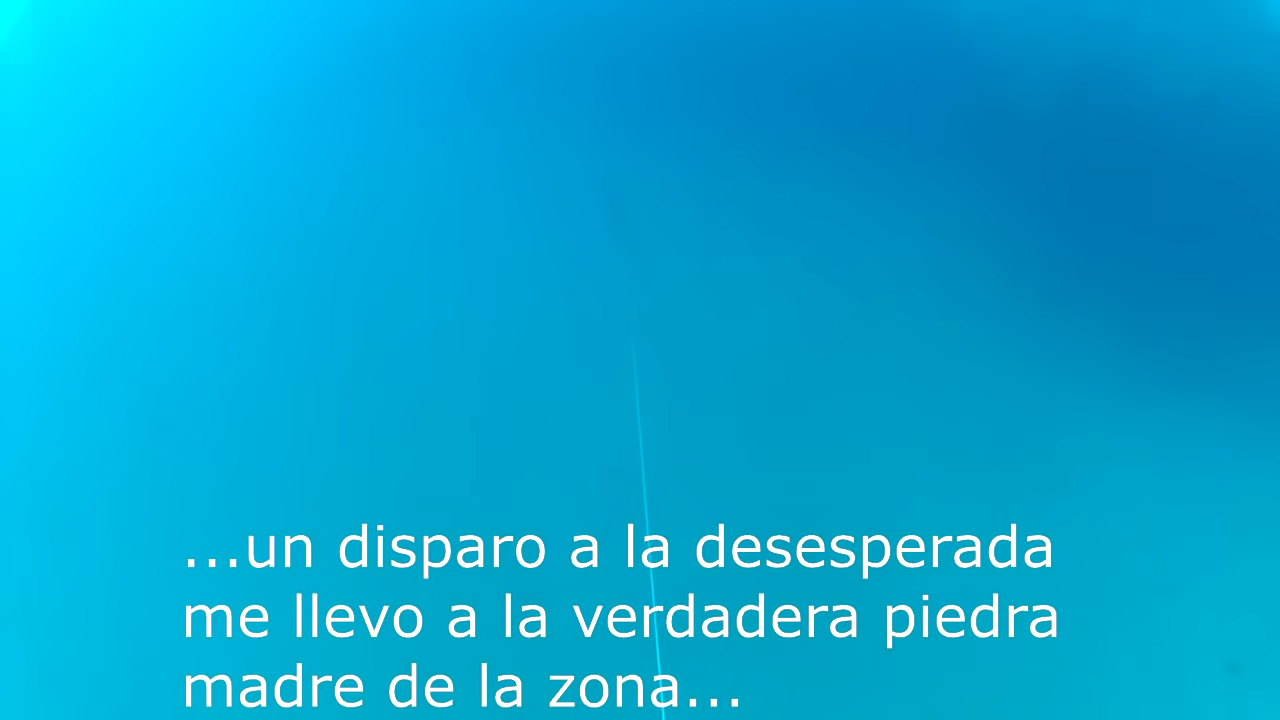 ...un disparo a la desesperada
me llevo a la verdadera piedra
madre de la zona...